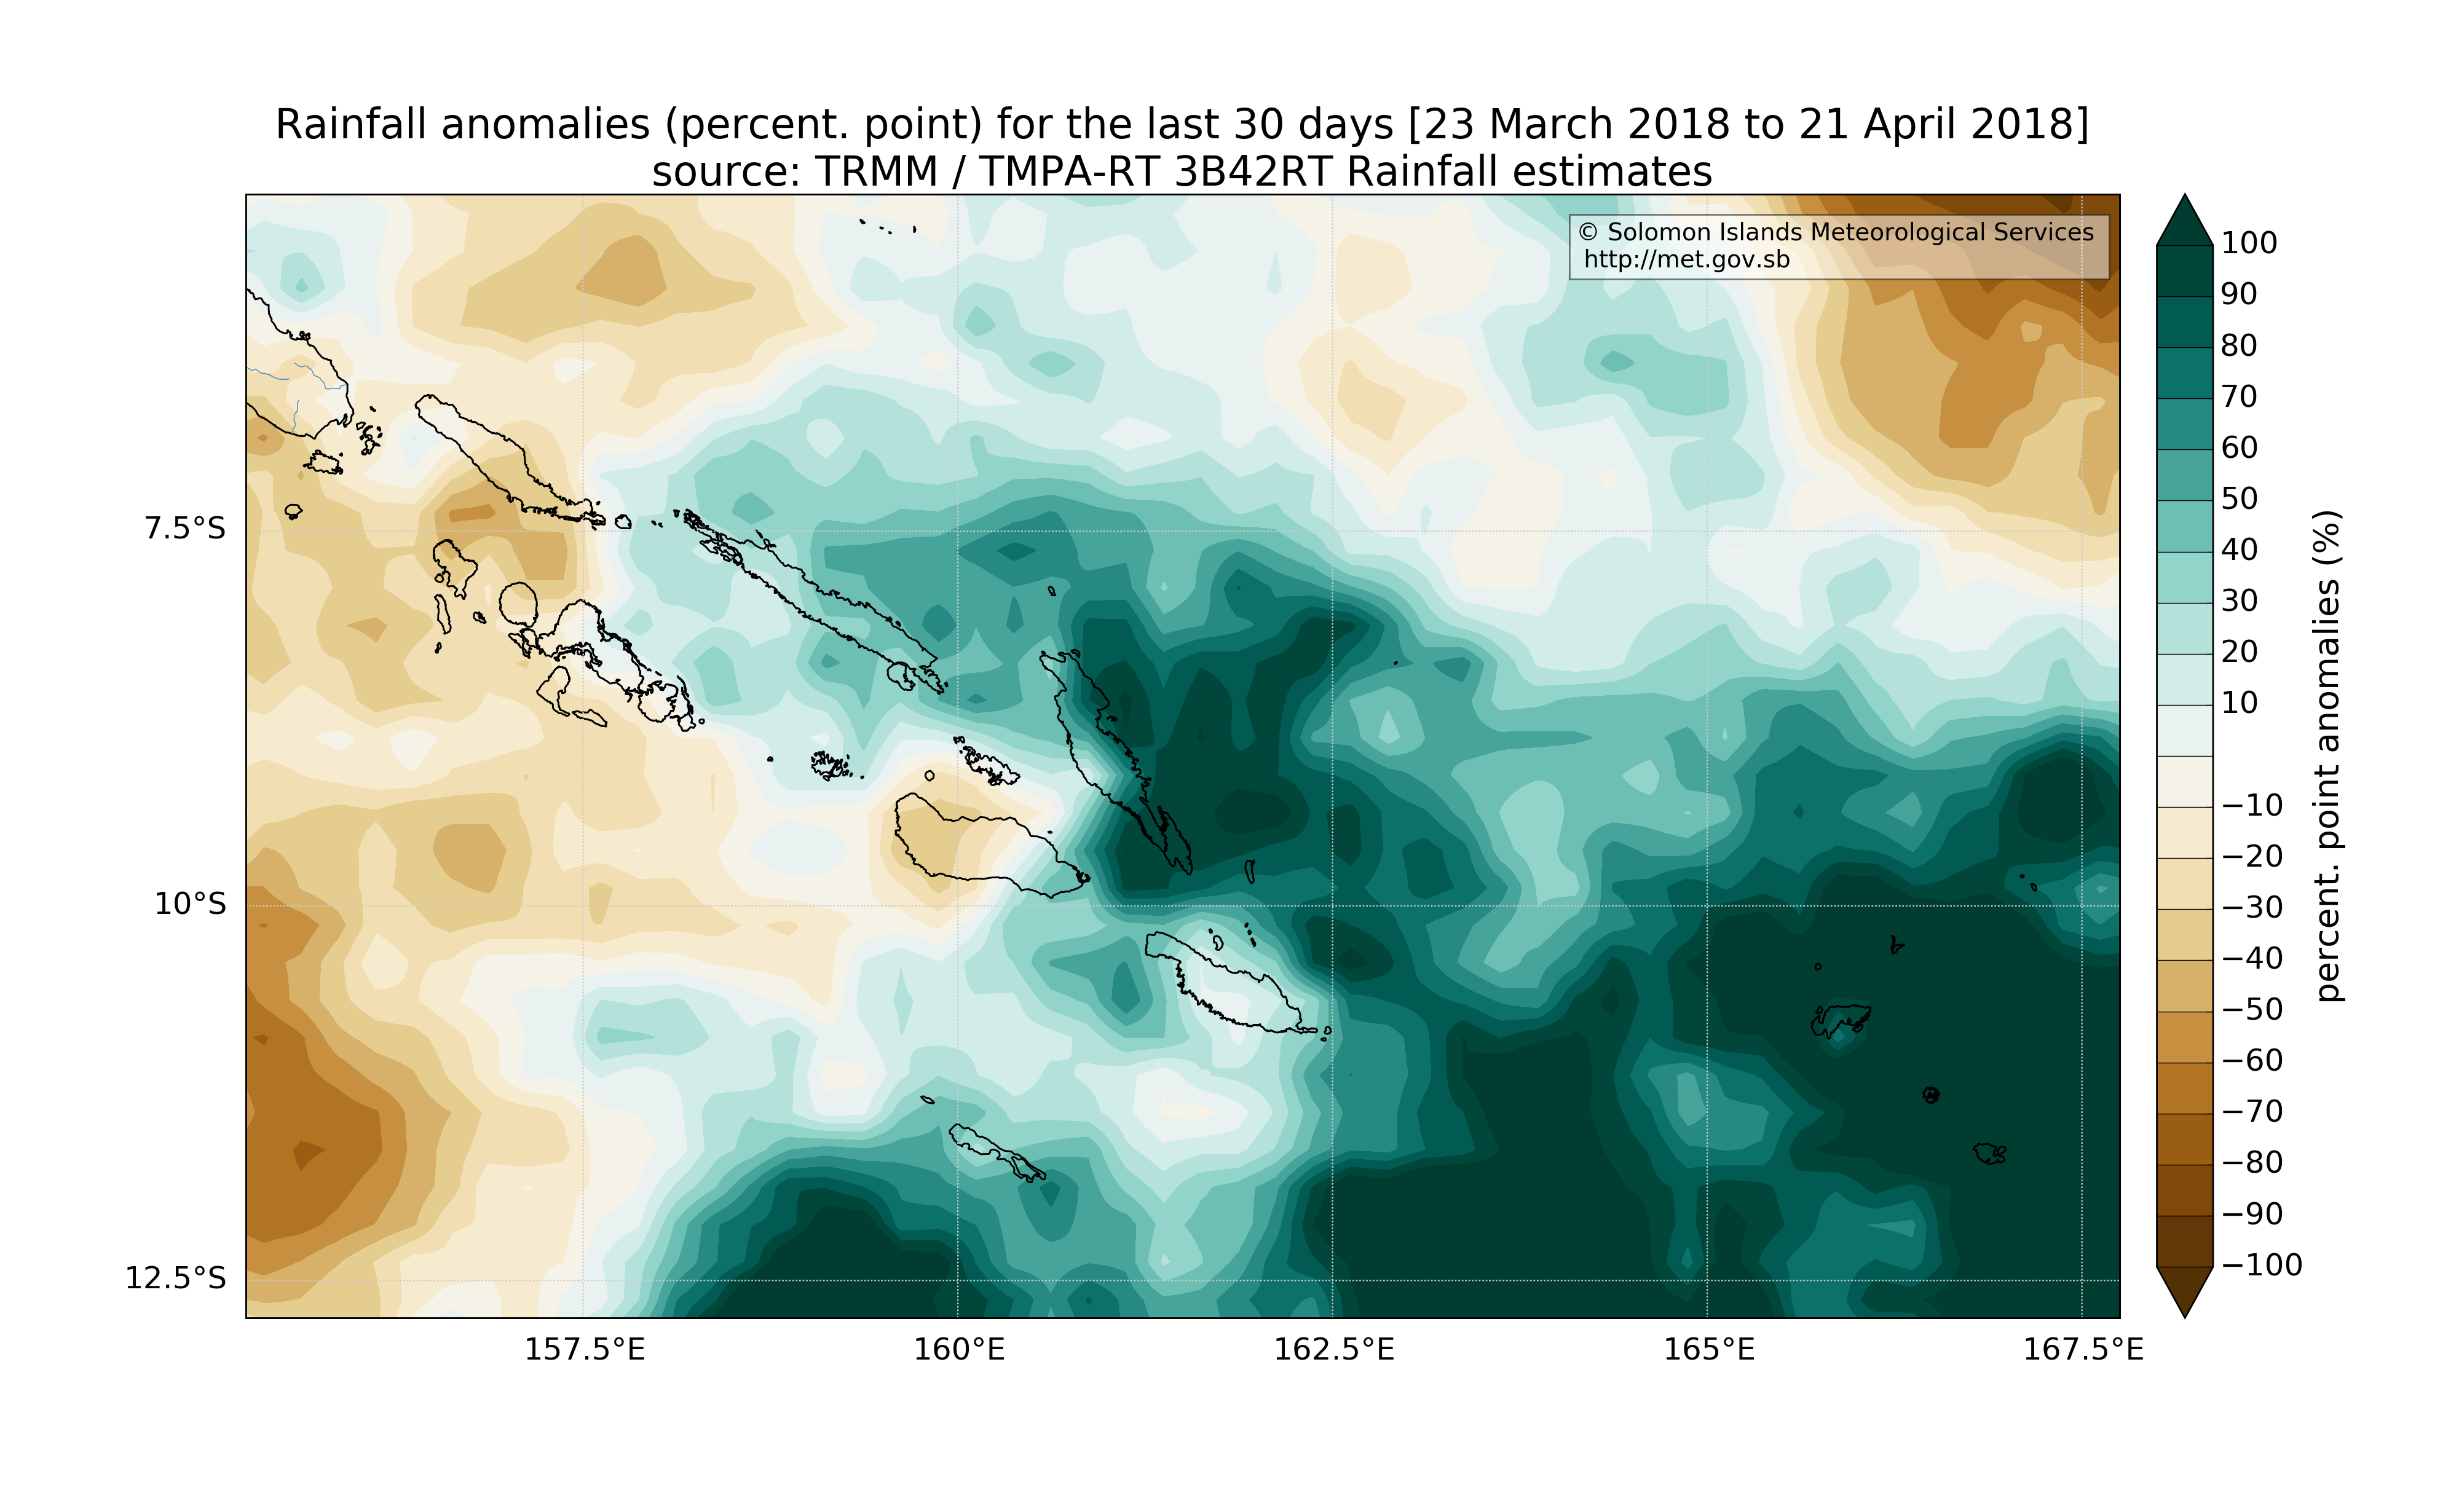 Rainfall anomalies (percent. point) for the last 30 days [23 March 2018 to 21 April 2018]
source: TRMM / TMPA-RT 3B42RT Rainfall estimates
© Solomon Islands Meteorological Services
http://met.gov.sb
7.5°S
10°S
12.5°S
157.5°E
160°E
162.5°E
165°E
167.5°E
100
90
80
70
60
50
40
30
20
10
−10
−20
−30
−40
−50
−60
−70
−80
−90
−100
percent. point anomalies (%)